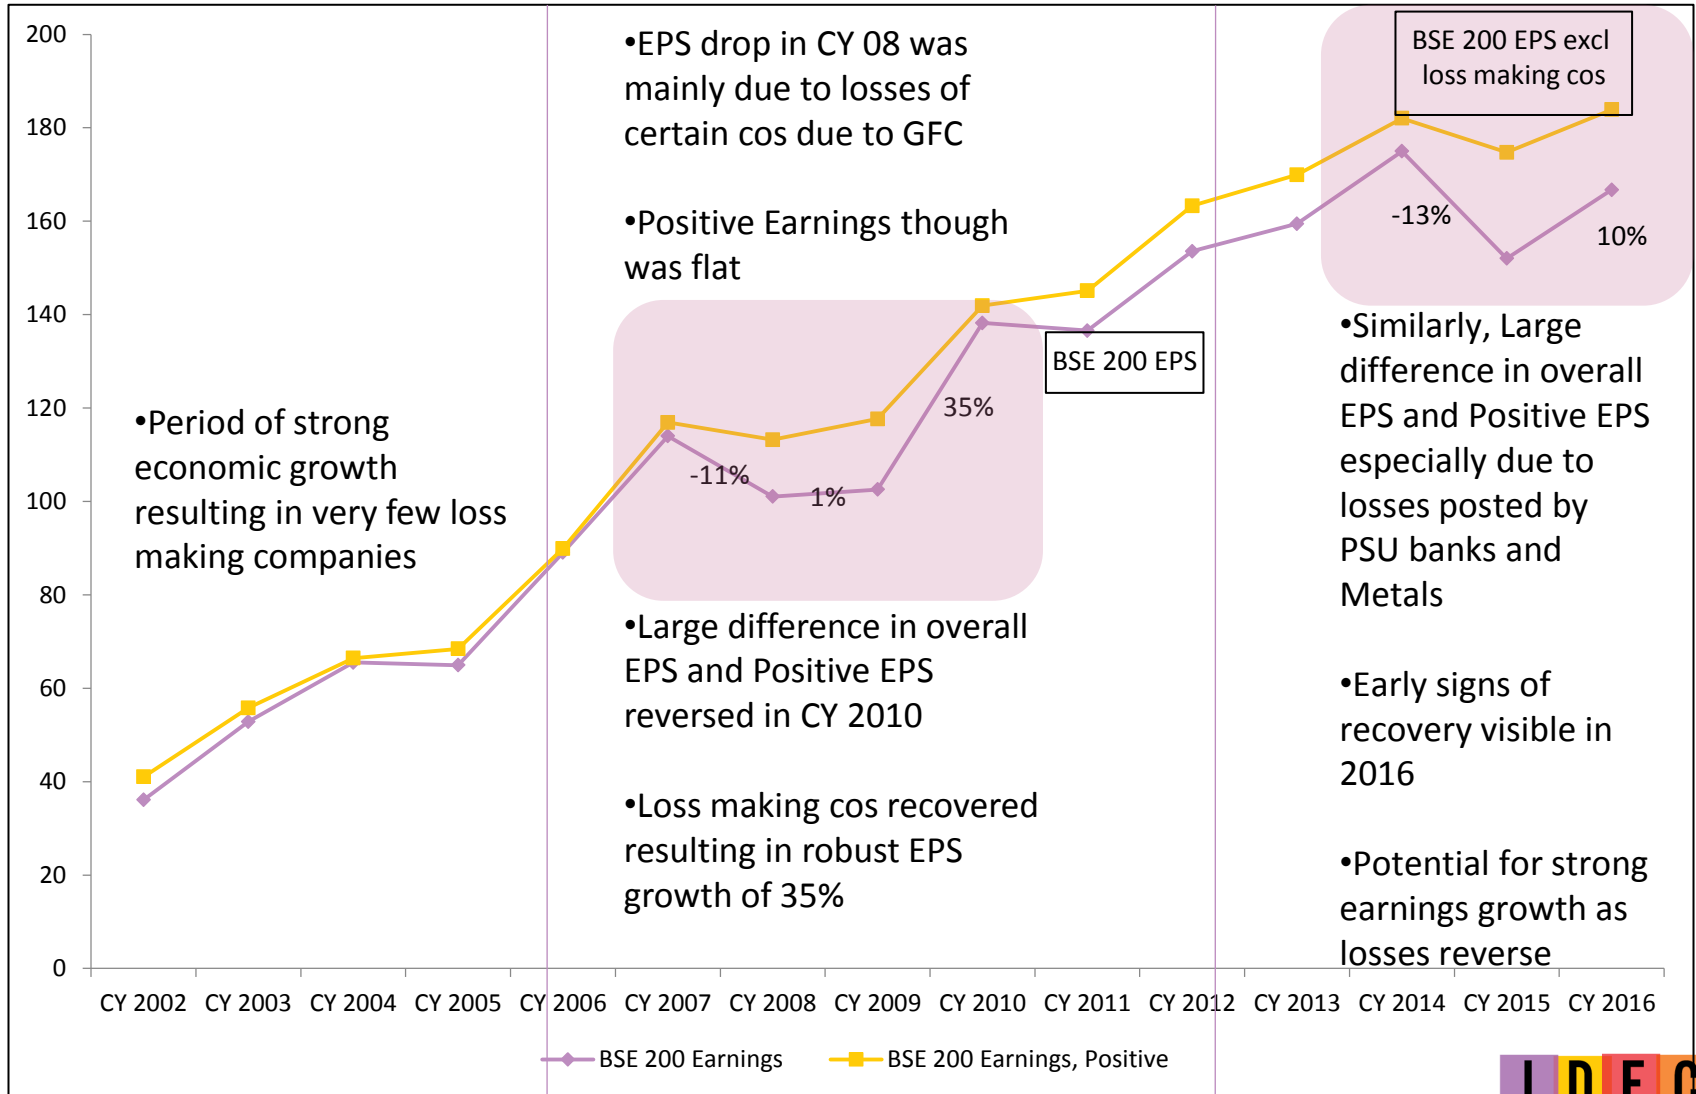 200
180
160
140
120
100
80
60
40
20
0
•Period of strong
economic growth
resulting in very few loss
making companies
•EPS drop in CY 08 was
mainly due to losses of
certain cos due to GFC
•Positive Earnings though
was flat
-11%
1%
35%
•Large difference in overall
EPS and Positive EPS
reversed in CY 2010
•Loss making cos recovered
resulting in robust EPS
growth of 35%
BSE 200 EPS
BSE 200 EPS excl
loss making cos
-13%
10%
•Similarly, Large
difference in overall
EPS and Positive EPS
especially due to
losses posted by
PSU banks and
Metals
•Early signs of
recovery visible in
2016
•Potential for strong
earnings growth as
losses reverse
CY 2002 CY 2003 CY 2004 CY 2005 CY 2006 CY 2007 CY 2008 CY 2009 CY 2010 CY 2011 CY 2012 CY 2013 CY 2014 CY 2015 CY 2016
BSE 200 Earnings BSE 200 Earnings, Positive
IDFC